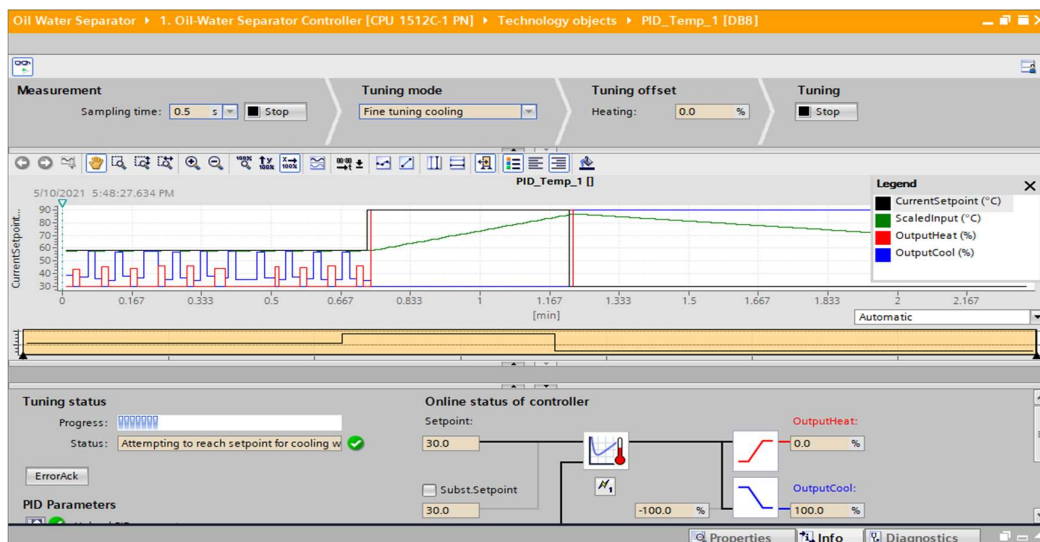 Oil Water Separator ▸ 1. Oil-Water Separator Controller [CPU 1512C-1 PN] ▸ Technology objects ▸ PID_Temp_1 [DB8]
Measurement Tuning mode Tuning offset Tuning
Sampling time: 0.5 s Stop Fine tuning cooling Heating: 0.0 % Stop
PID_Temp_1 []
5/10/2021 5:48:27.634 PM
Legend
CurrentSetpoint (°C)
ScaledInput (°C)
OutputHeat (%)
OutputCool (%)
CurrentSetpoint...
90
80
70
60
50
40
30
0 0.167 0.333 0.5 0.667 0.833 1 1.167 1.333 1.5 1.667 1.833 2 2.167
[min]
Automatic
Tuning status Online status of controller
Progress: Setpoint: OutputHeat:
Status: Attempting to reach setpoint for cooling w 30.0 0.0 %
ErrorAck
Subst.Setpoint OutputCool:
PID Parameters 30.0 -100.0 % 100.0 %
Properties Info Diagnostics